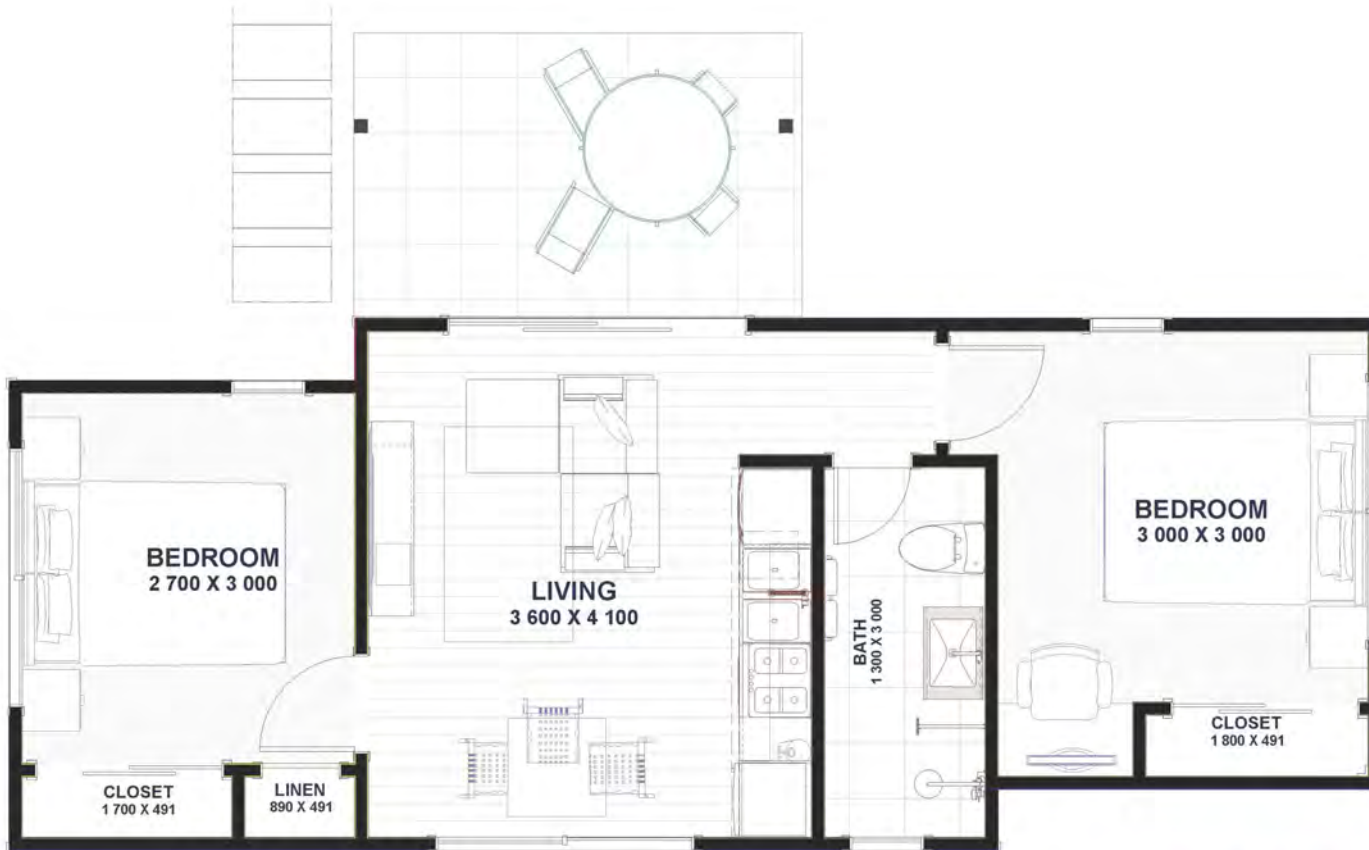 BEDROOM
2 700 X 3 000
LIVING
3 600 X 4 100
BATH
1 300 X 3 000
BEDROOM
3 000 X 3 000
CLOSET
1 700 X 491
LINEN
890 X 491
CLOSET
1 800 X 491